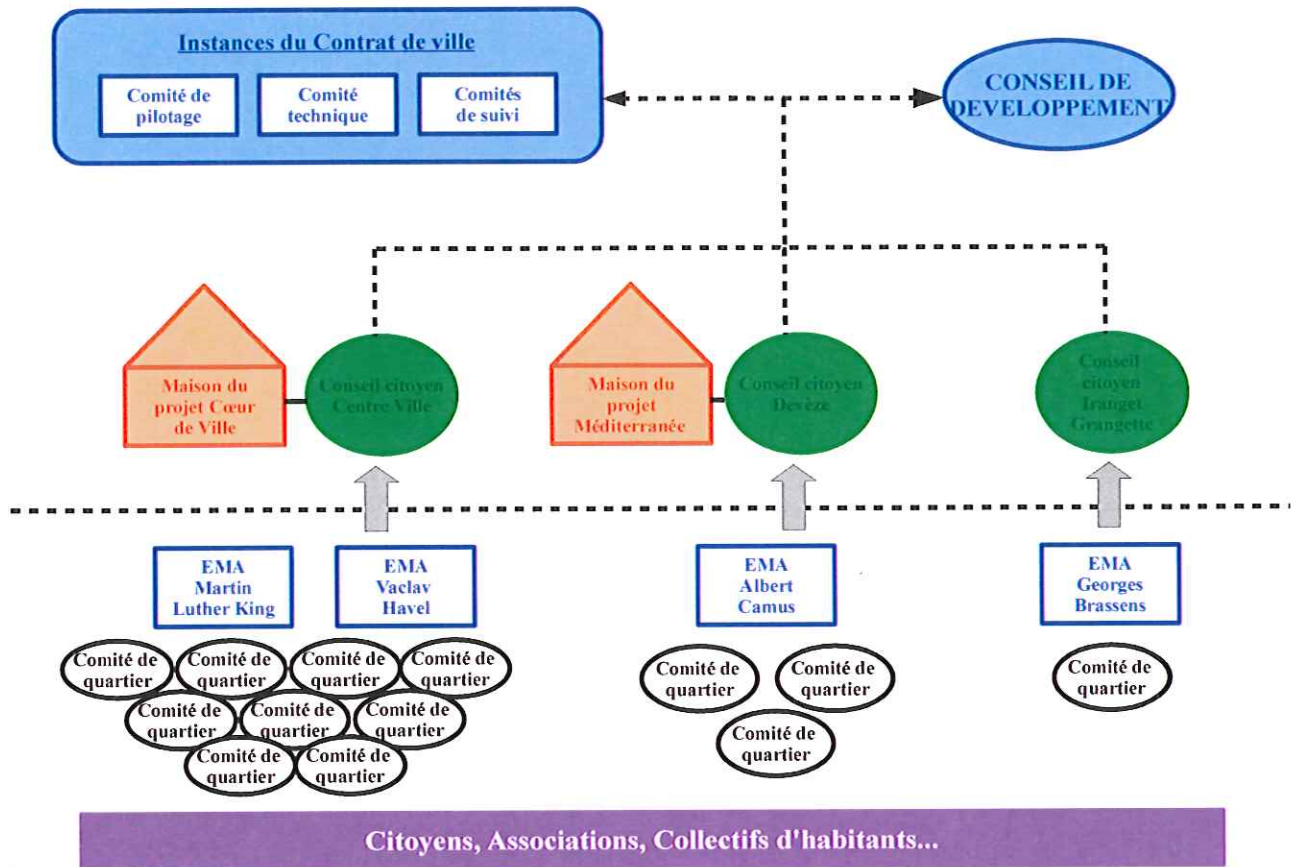 Instances du Contrat de ville
Comité de
pilotage
Comité
technique
Comités
de suivi
CONSEIL DE
DEVELOPPEMENT
Maison du
projet Cœur
de Ville
Conseil citoyen
Centre Ville
Maison du
projet
Méditerranée
Conseil citoyen
Devèze
Conseil
citoyen
Iranget
Grangette
EMA
Martin
Luther King
EMA
Vaclav
Havel
EMA
Albert
Camus
EMA
Georges
Brassens
Comité de
quartier
Comité de
quartier
Comité de
quartier
Comité de
quartier
Comité de
quartier
Comité de
quartier
Comité de
quartier
Comité de
quartier
Comité de
quartier
Comité de
quartier
Comité de
quartier
Comité de
quartier
Comité de
quartier
Citoyens, Associations, Collectifs d'habitants...